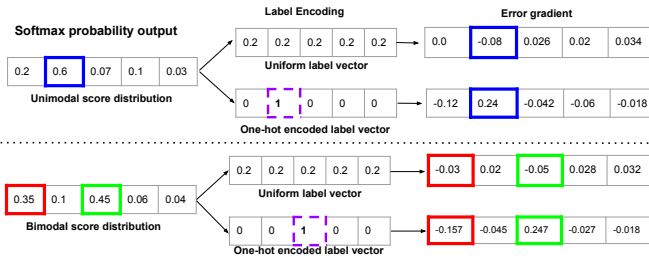 Label Encoding
Error gradient
Softmax probability output
0.2 0.2 0.2 0.2 0.2
0.0 -0.08 0.026 0.02 0.034
Uniform label vector
0.2 0.6 0.07 0.1 0.03
Unimodal score distribution
0 1 0 0 0
-0.12 0.24 -0.042 -0.06 -0.018
One-hot encoded label vector
0.2 0.2 0.2 0.2 0.2
-0.03 0.02 -0.05 0.028 0.032
Uniform label vector
0.35 0.1 0.45 0.06 0.04
Bimodal score distribution
0 0 1 0 0
-0.157 -0.045 0.247 -0.027 -0.018
One-hot encoded label vector